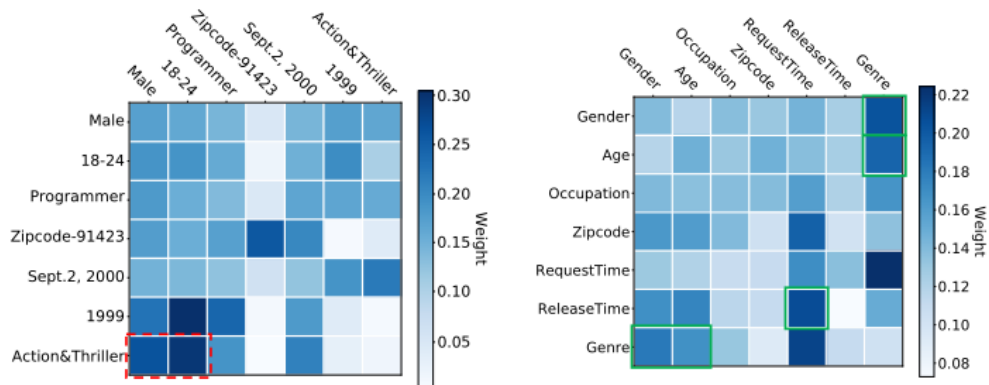 Male
18-24
Programmer
Zipcode-91423
Sept.2, 2000
1999
Action&Thriller
Male
18-24
Programmer
Zipcode-91423
Sept.2, 2000
1999
Action&Thriller
0.30
0.25
0.20
0.15
0.10
0.05
Weight
Gender
Age
Occupation
Zipcode
RequestTime
ReleaseTime
Genre
Gender
Age
Occupation
Zipcode
RequestTime
ReleaseTime
Genre
0.22
0.20
0.18
0.16
0.14
0.12
0.10
0.08
Weight